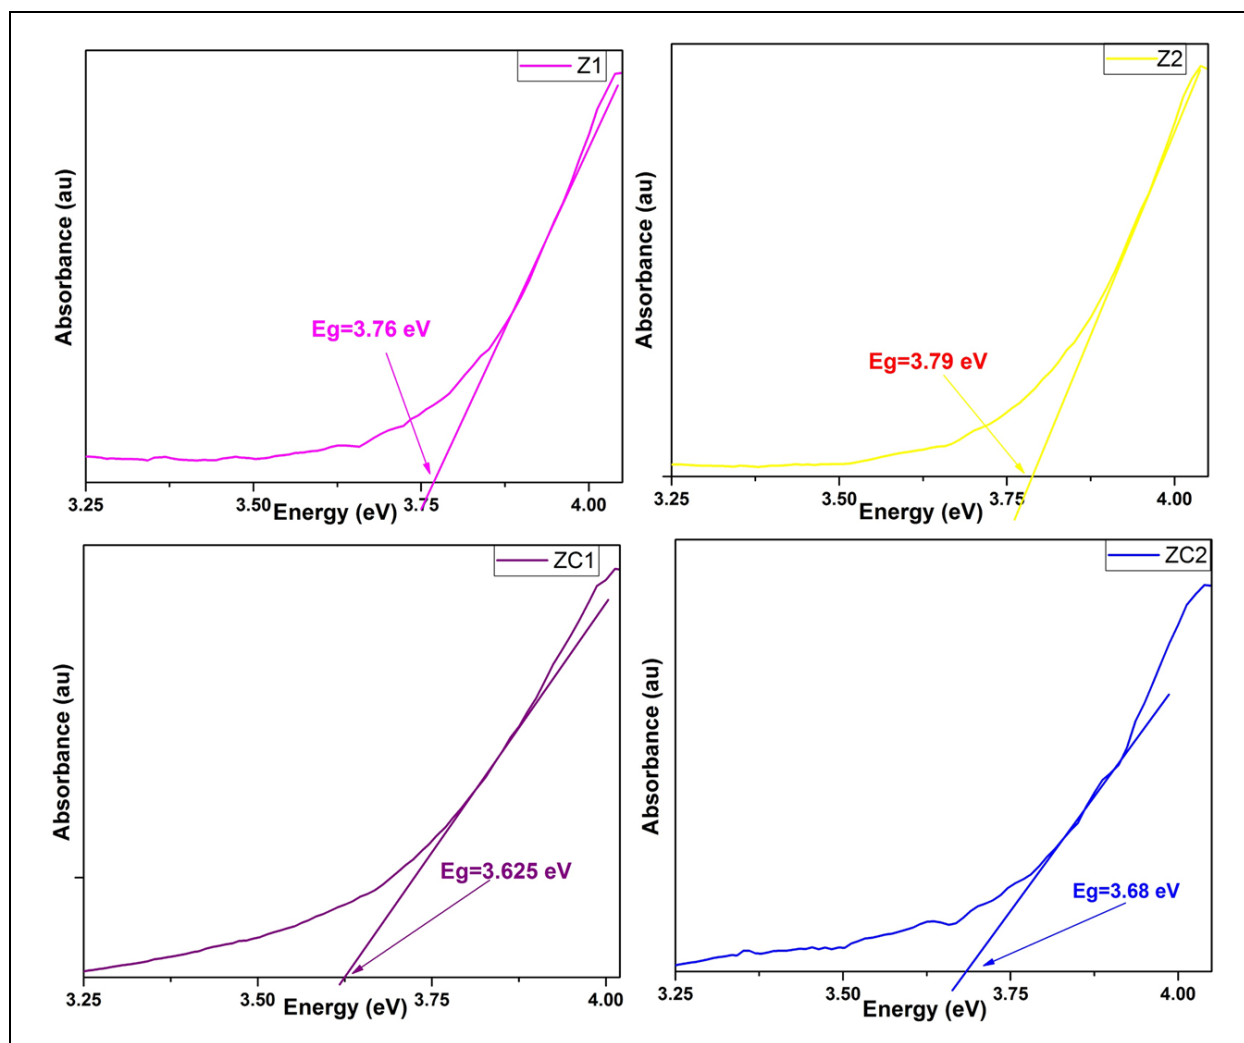 Z1
Absorbance (au)
Eg=3.76 eV
3.25
3.50
3.75
4.00
Energy (eV)
Z2
Absorbance (au)
Eg=3.79 eV
3.25
3.50
3.75
4.00
Energy (eV)
ZC1
Absorbance (au)
Eg=3.625 eV
3.25
3.50
3.75
4.00
Energy (eV)
ZC2
Absorbance (au)
Eg=3.68 eV
3.25
3.50
3.75
4.00
Energy (eV)